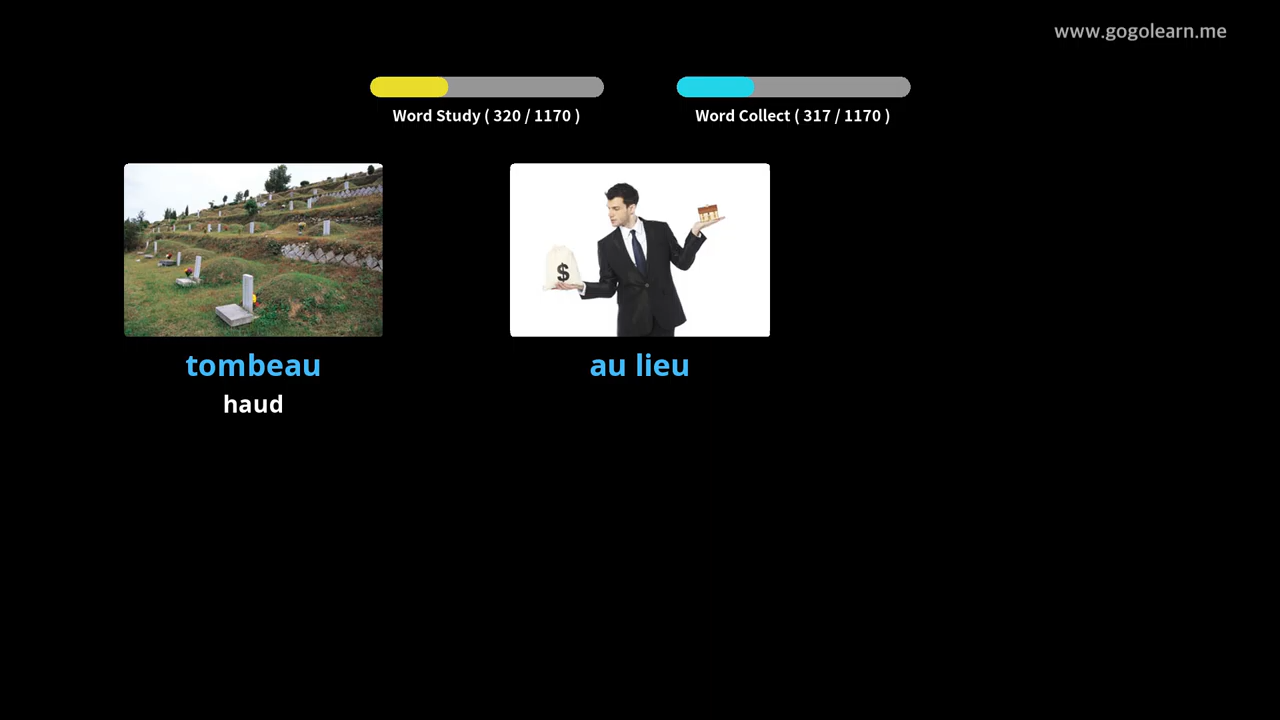 www.gogolearn.me
Word Study ( 320 / 1170 )
Word Collect ( 317 / 1170 )
tombeau
haud
au lieu
$